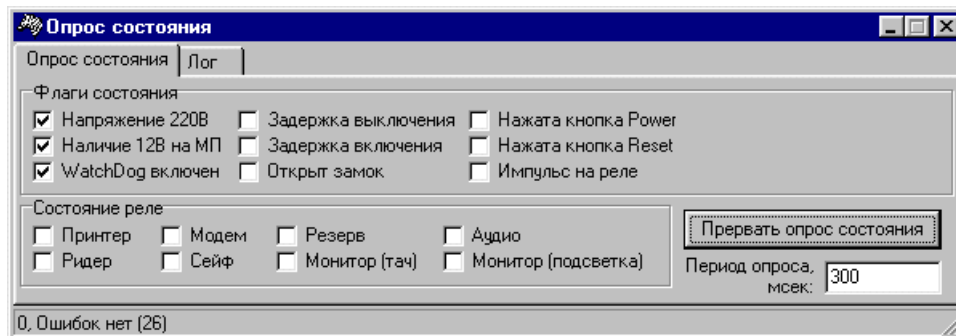 Опрос состояния
Опрос состояния Лог
Флаги состояния
Напряжение 220В Задержка выключения Нажата кнопка Power
Наличие 12В на МП Задержка включения Нажата кнопка Reset
WatchDog включен Открыт замок Импульс на реле
Состояние реле
Принтер Модем Резерв Аудио
Ридер Сейф Монитор (тач) Монитор (подсветка)
Прервать опрос состояния
Период опроса,
мсек: 300
0, Ошибок нет (26)